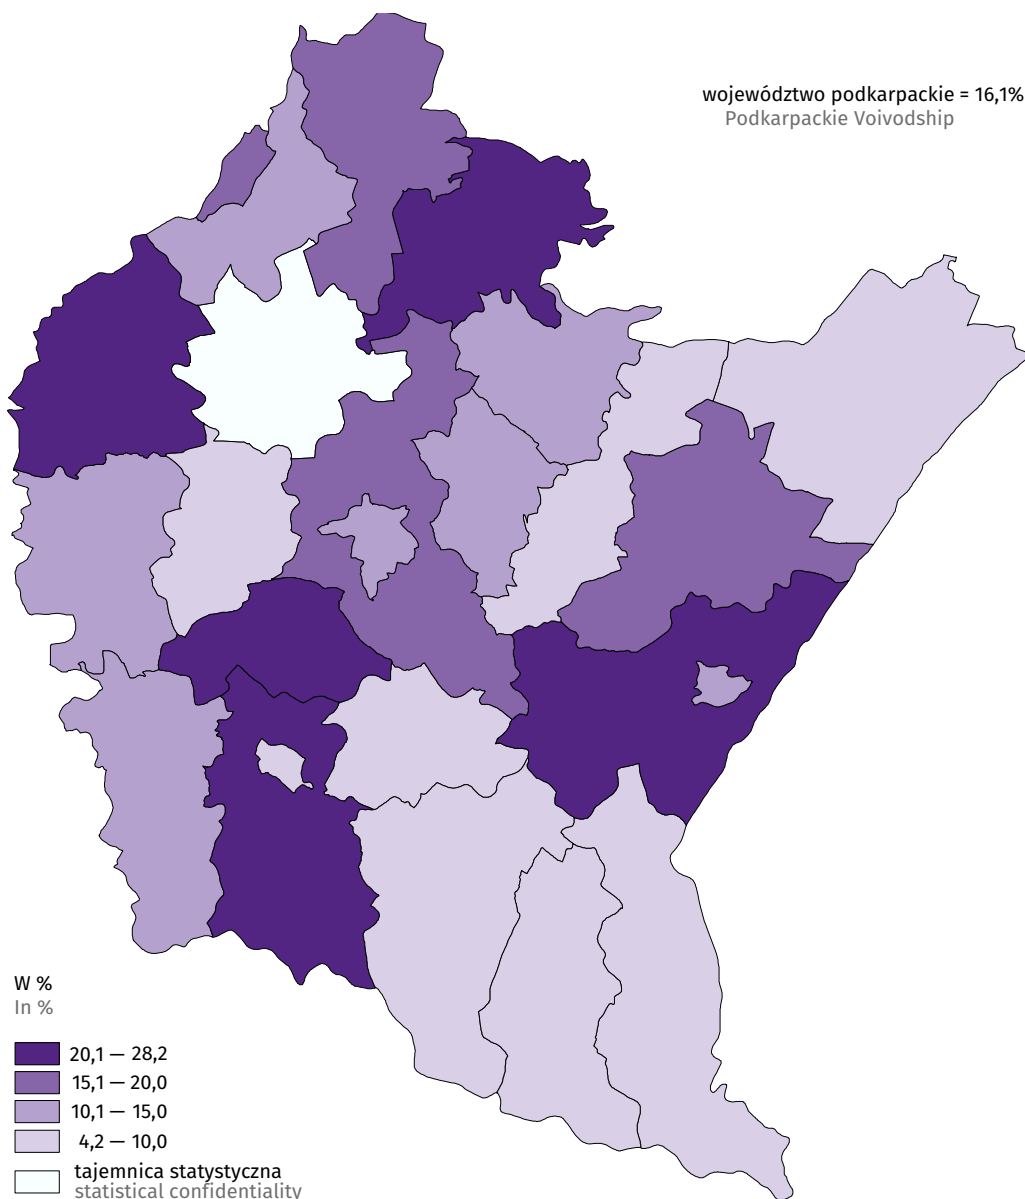 województwo podkarpackie = 16,1%
Podkarpackie Voivodship
W %
In %
20,1 — 28,2
15,1 — 20,0
10,1 — 15,0
4,2 — 10,0
tajemnica statystyczna
statistical confidentiality